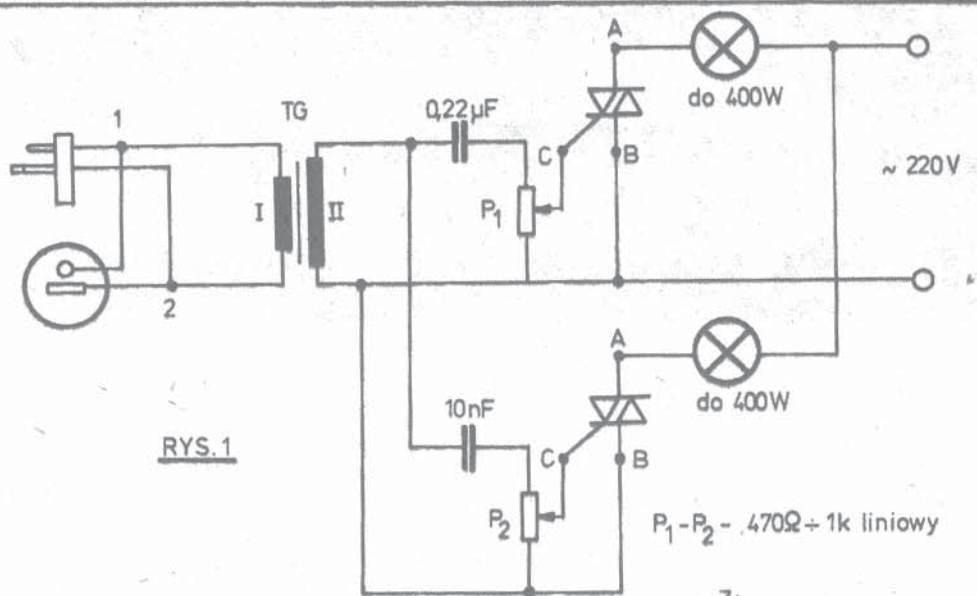 A
do 400W
1
TG
0,22µF
C
B
~ 220V
I
II
P1
2
A
do 400W
10nF
C
B
RYS.1
P2
P1-P2 - .470Ω ÷ 1k liniowy